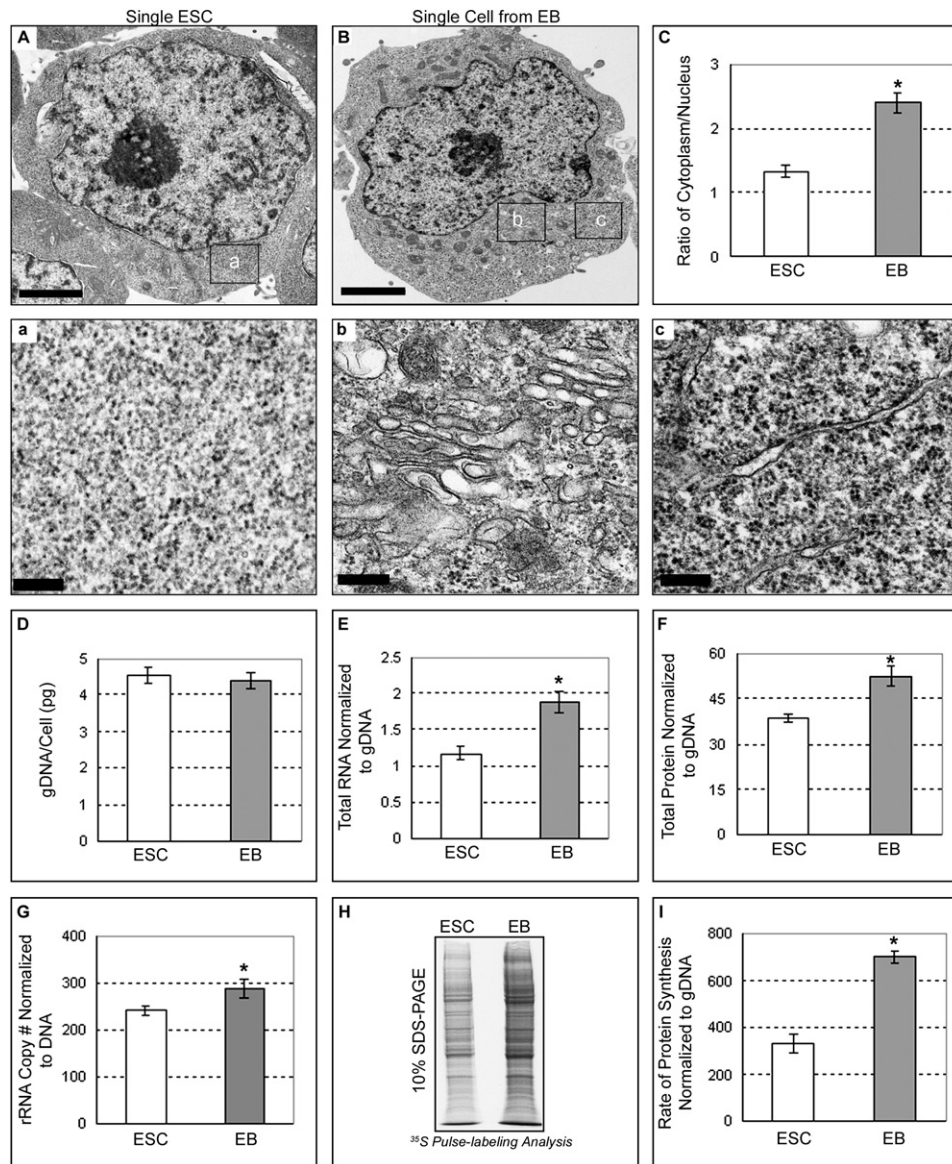 Single ESC
Single Cell from EB
A
a
B
b
c
C
Ratio of Cytoplasm/Nucleus
3
2
1
0
*
ESC
EB
a
b
c
D
gDNA/Cell (pg)
5
4
4
3
2
1
0
ESC
EB
E
Total RNA Normalized
to gDNA
2.5
2
1.5
1
0.5
0
*
ESC
EB
F
Total Protein Normalized
to gDNA
60
45
30
15
0
*
ESC
EB
G
rRNA Copy # Normalized
to DNA
400
300
200
100
0
*
ESC
EB
H
ESC
EB
10% SDS-PAGE
³⁵S Pulse-labeling Analysis
I
Rate of Protein Synthesis
Normalized to gDNA
800
600
400
200
0
*
ESC
EB